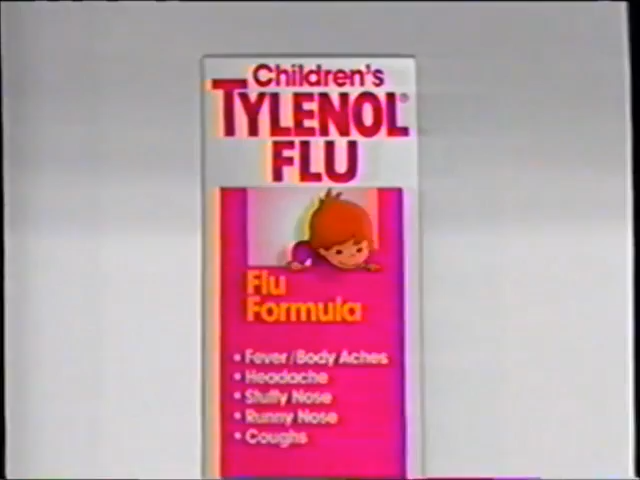 Children's
TYLENOL®
FLU
Flu
Formula
• Fever/Body Aches
• Headache
• Stuffy Nose
• Runny Nose
• Coughs